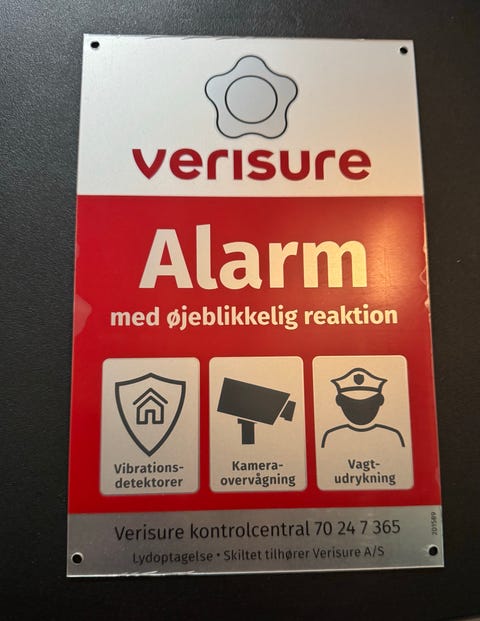 verisure
Alarm
med øjeblikkelig reaktion
Vibrations-
detektorer
Kamera-
overvågning
Vagt-
udrykning
Verisure kontrolcentral 70 24 7 365
Lydoptagelse • Skiltet tilhører Verisure A/S
201589